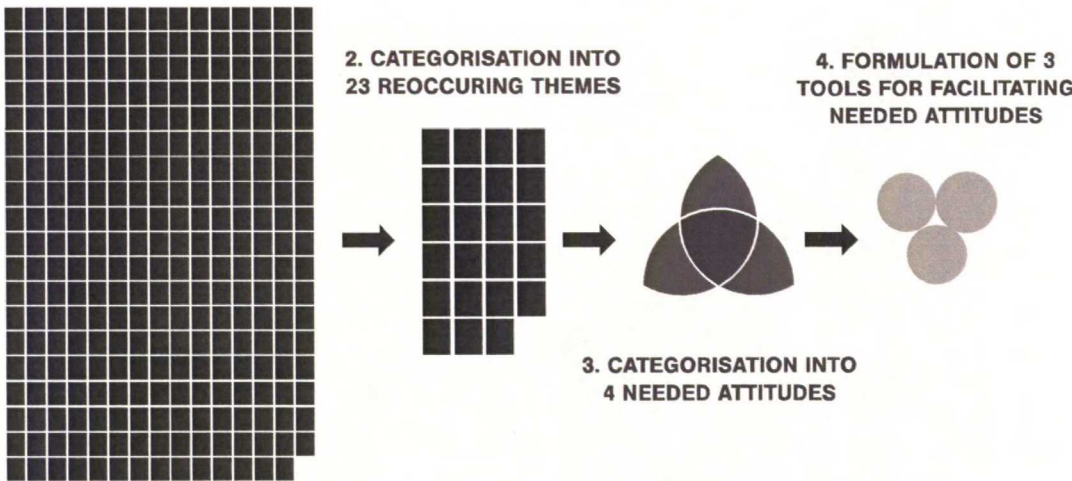 2. CATEGORISATION INTO
23 REOCCURING THEMES
4. FORMULATION OF 3
TOOLS FOR FACILITATING
NEEDED ATTITUDES
3. CATEGORISATION INTO
4 NEEDED ATTITUDES